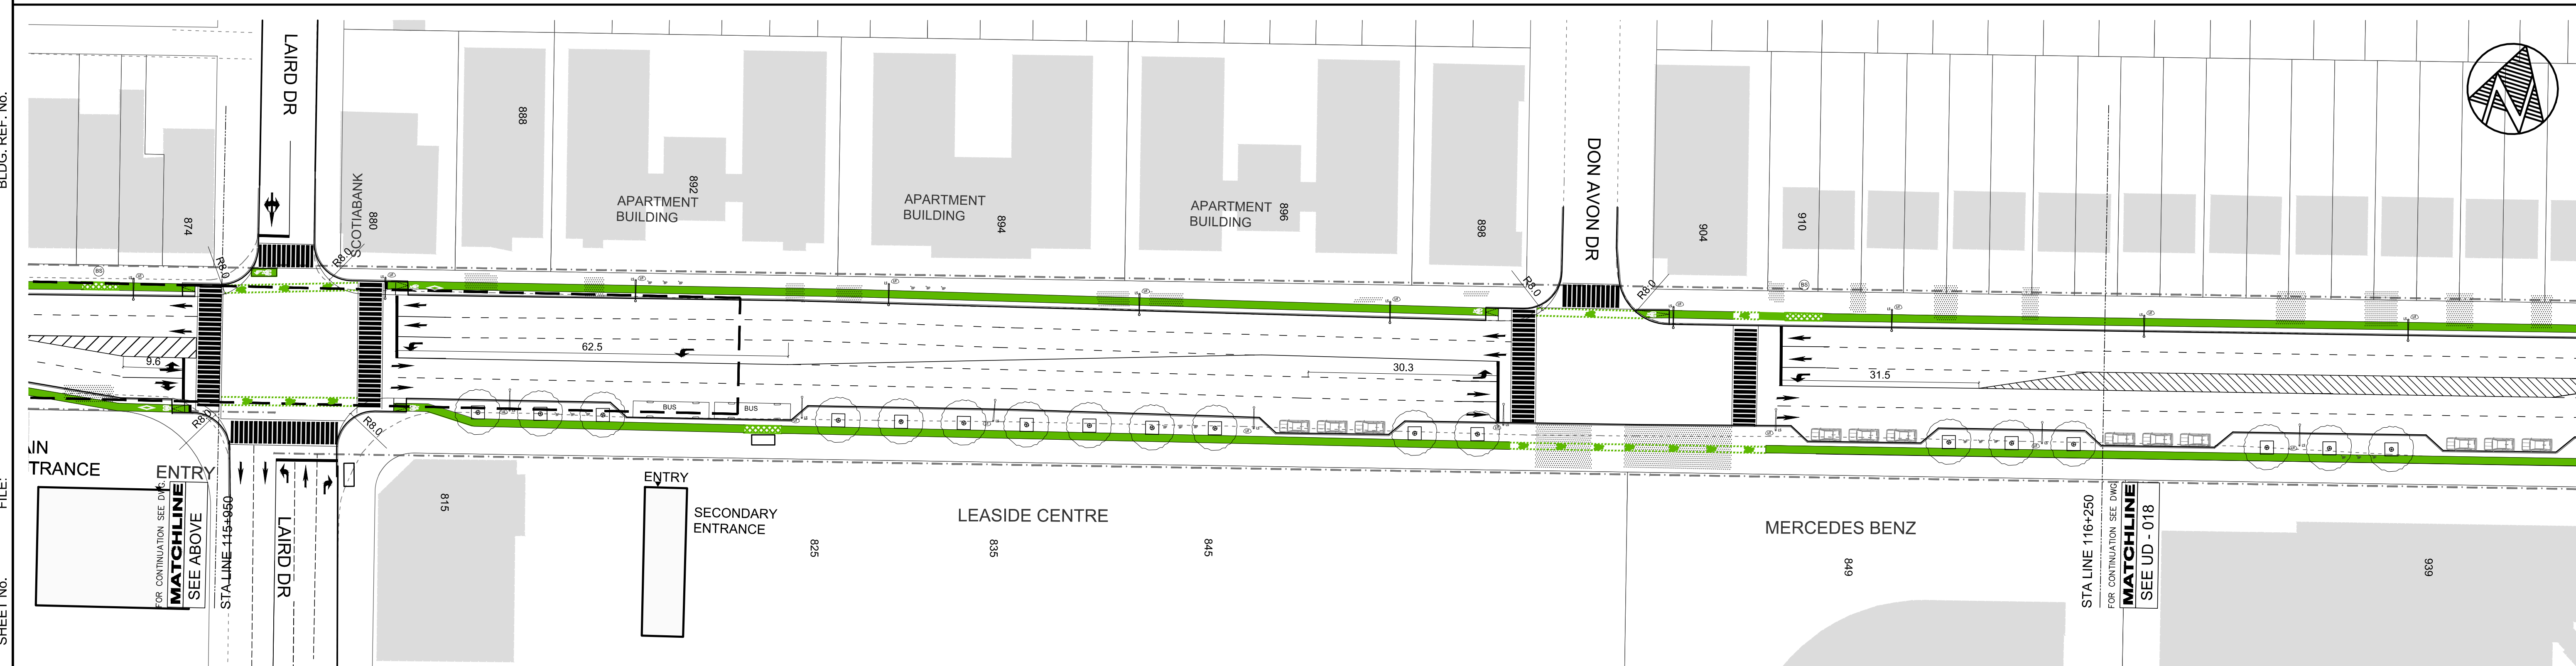 BLDG. REF. No.
FILE:
SHEET No.
LAIRD DR
874
SCOTIABANK
880
888
APARTMENT
BUILDING
892
APARTMENT
BUILDING
894
APARTMENT
BUILDING
896
898
DON AVON DR
904
910
N
BS
R8.0
R8.0
R8.0
R8.0
BS
9.6
62.5
30.3
31.5
R8.0
R8.0
BUS
BUS
AIN
TRANCE
ENTRY
FOR CONTINUATION SEE DWG.
MATCHLINE
SEE ABOVE
STA LINE 115+950
LAIRD DR
815
ENTRY
SECONDARY
ENTRANCE
825
LEASIDE CENTRE
835
845
MERCEDES BENZ
849
STA LINE 116+250
FOR CONTINUATION SEE DWG
MATCHLINE
SEE UD - 018
939